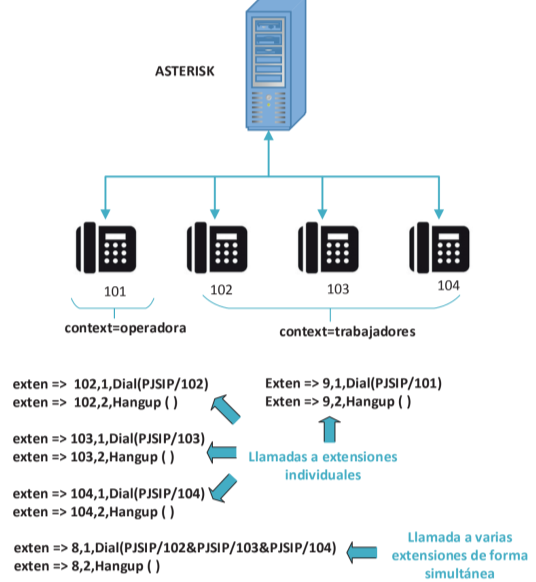 ASTERISK
101
102
103
104
context=operadora
context=trabajadores
exten => 102,1,Dial(PJSIP/102)
exten => 102,2,Hangup ( )
Exten => 9,1,Dial(PJSIP/101)
Exten => 9,2,Hangup ( )
exten => 103,1,Dial(PJSIP/103)
exten => 103,2,Hangup ( )
Llamadas a extensiones
individuales
exten => 104,1,Dial(PJSIP/104)
exten => 104,2,Hangup ( )
exten => 8,1,Dial(PJSIP/102&PJSIP/103&PJSIP/104)
exten => 8,2,Hangup ( )
Llamada a varias
extensiones de forma
simultánea